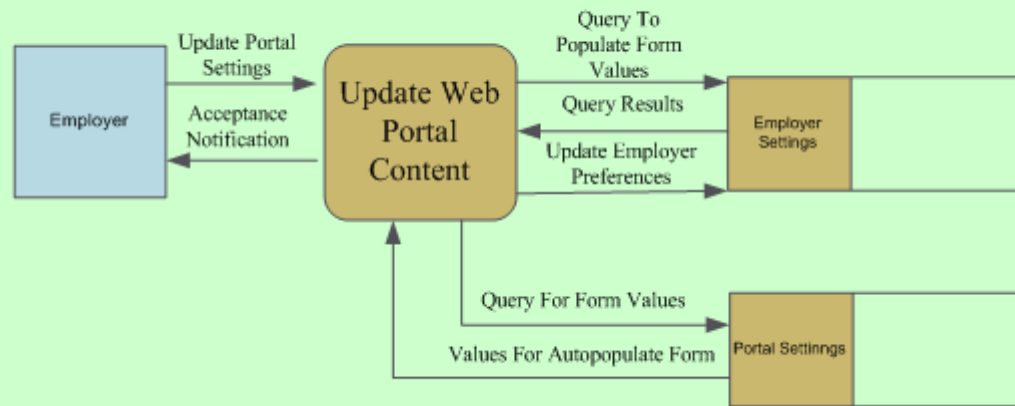 Update Portal
Settings
Acceptance
Notification
Employer
Update Web
Portal
Content
Query To
Populate Form
Values
Query Results
Update Employer
Preferences
Employer
Settings
Query For Form Values
Values For Autopopulate Form
Portal Settinngs